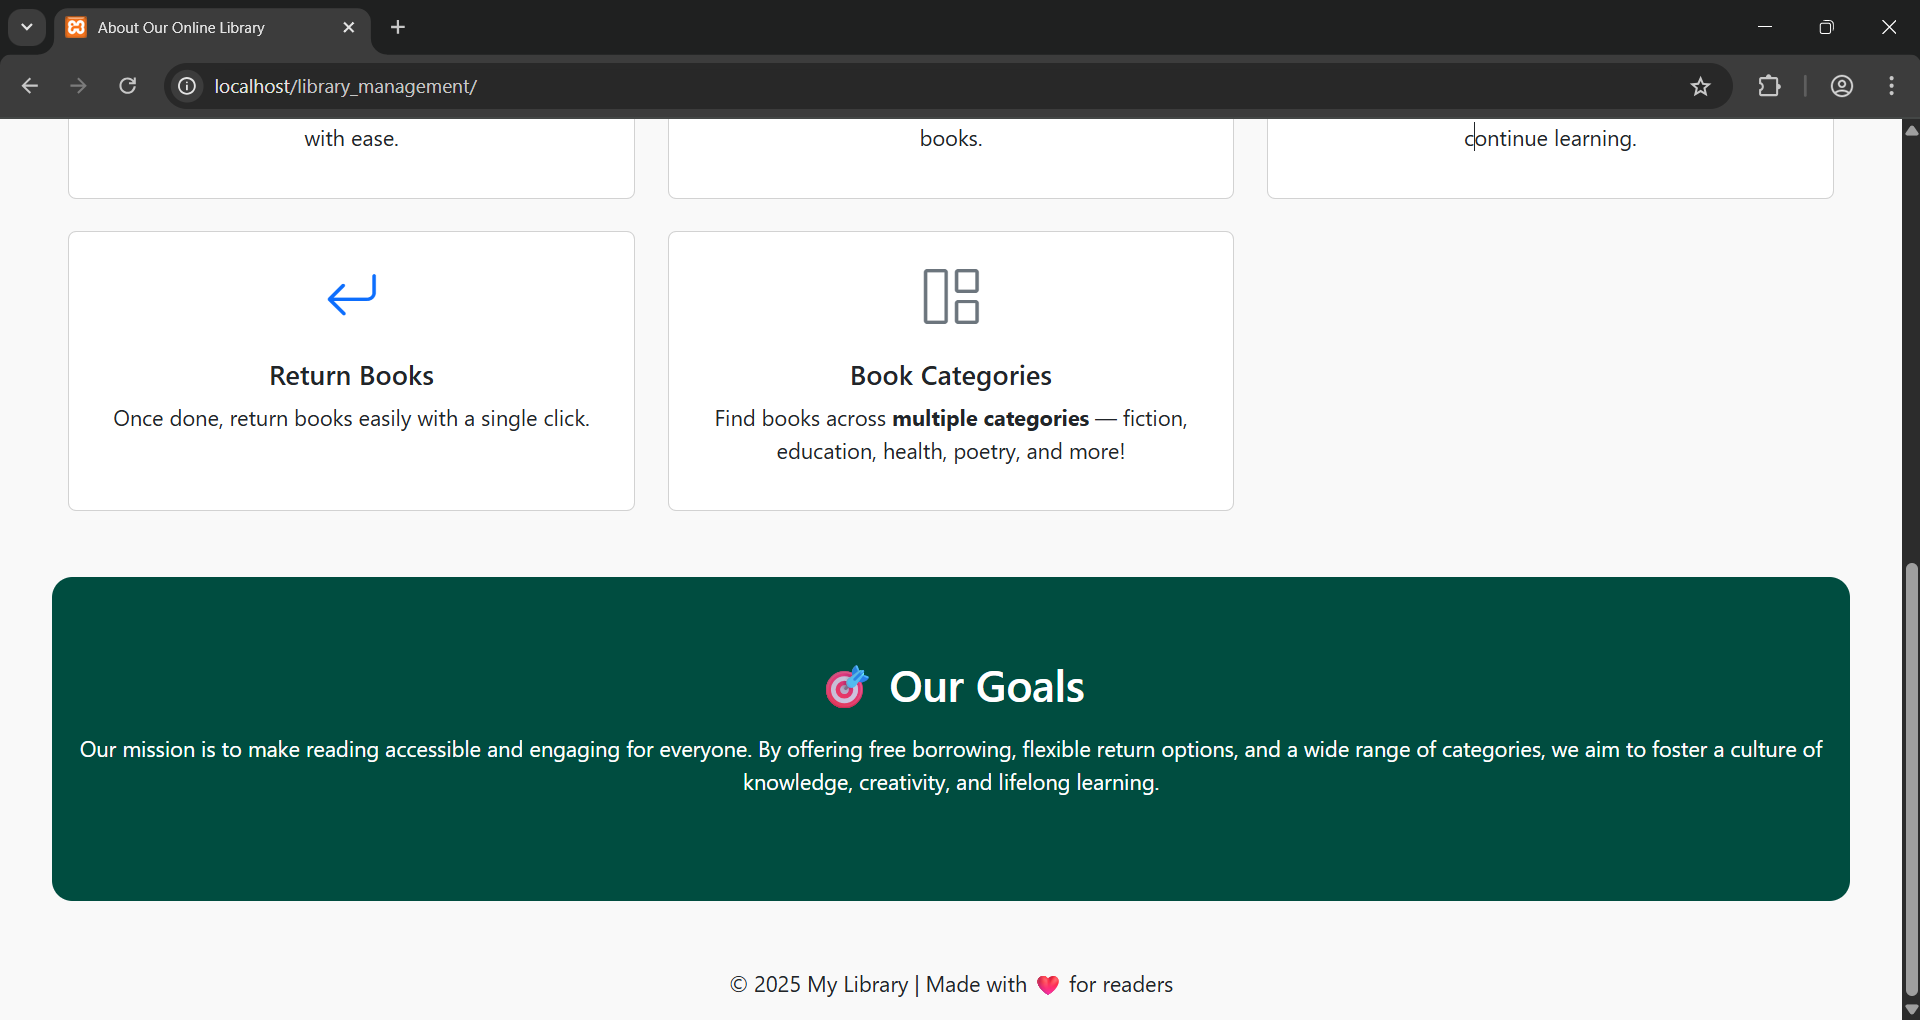 About Our Online Library
localhost/library_management/
with ease.
books.
continue learning.
Return Books
Once done, return books easily with a single click.
Book Categories
Find books across multiple categories — fiction,
education, health, poetry, and more!
Our Goals
Our mission is to make reading accessible and engaging for everyone. By offering free borrowing, flexible return options, and a wide range of categories, we aim to foster a culture of
knowledge, creativity, and lifelong learning.
© 2025 My Library | Made with ❤️ for readers